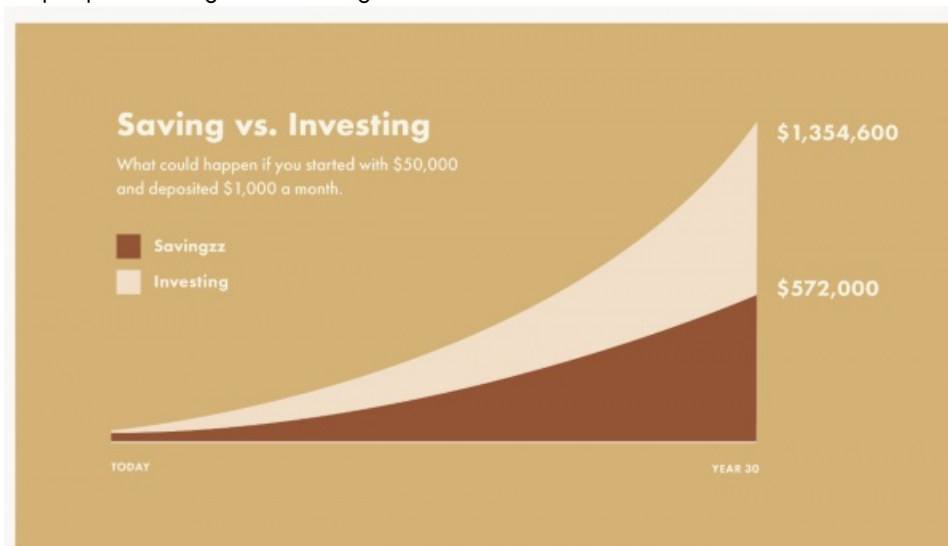 Saving vs. Investing
What could happen if you started with $50,000
and deposited $1,000 a month.
Savingzz
Investing
$1,354,600
$572,000
TODAY
YEAR 30